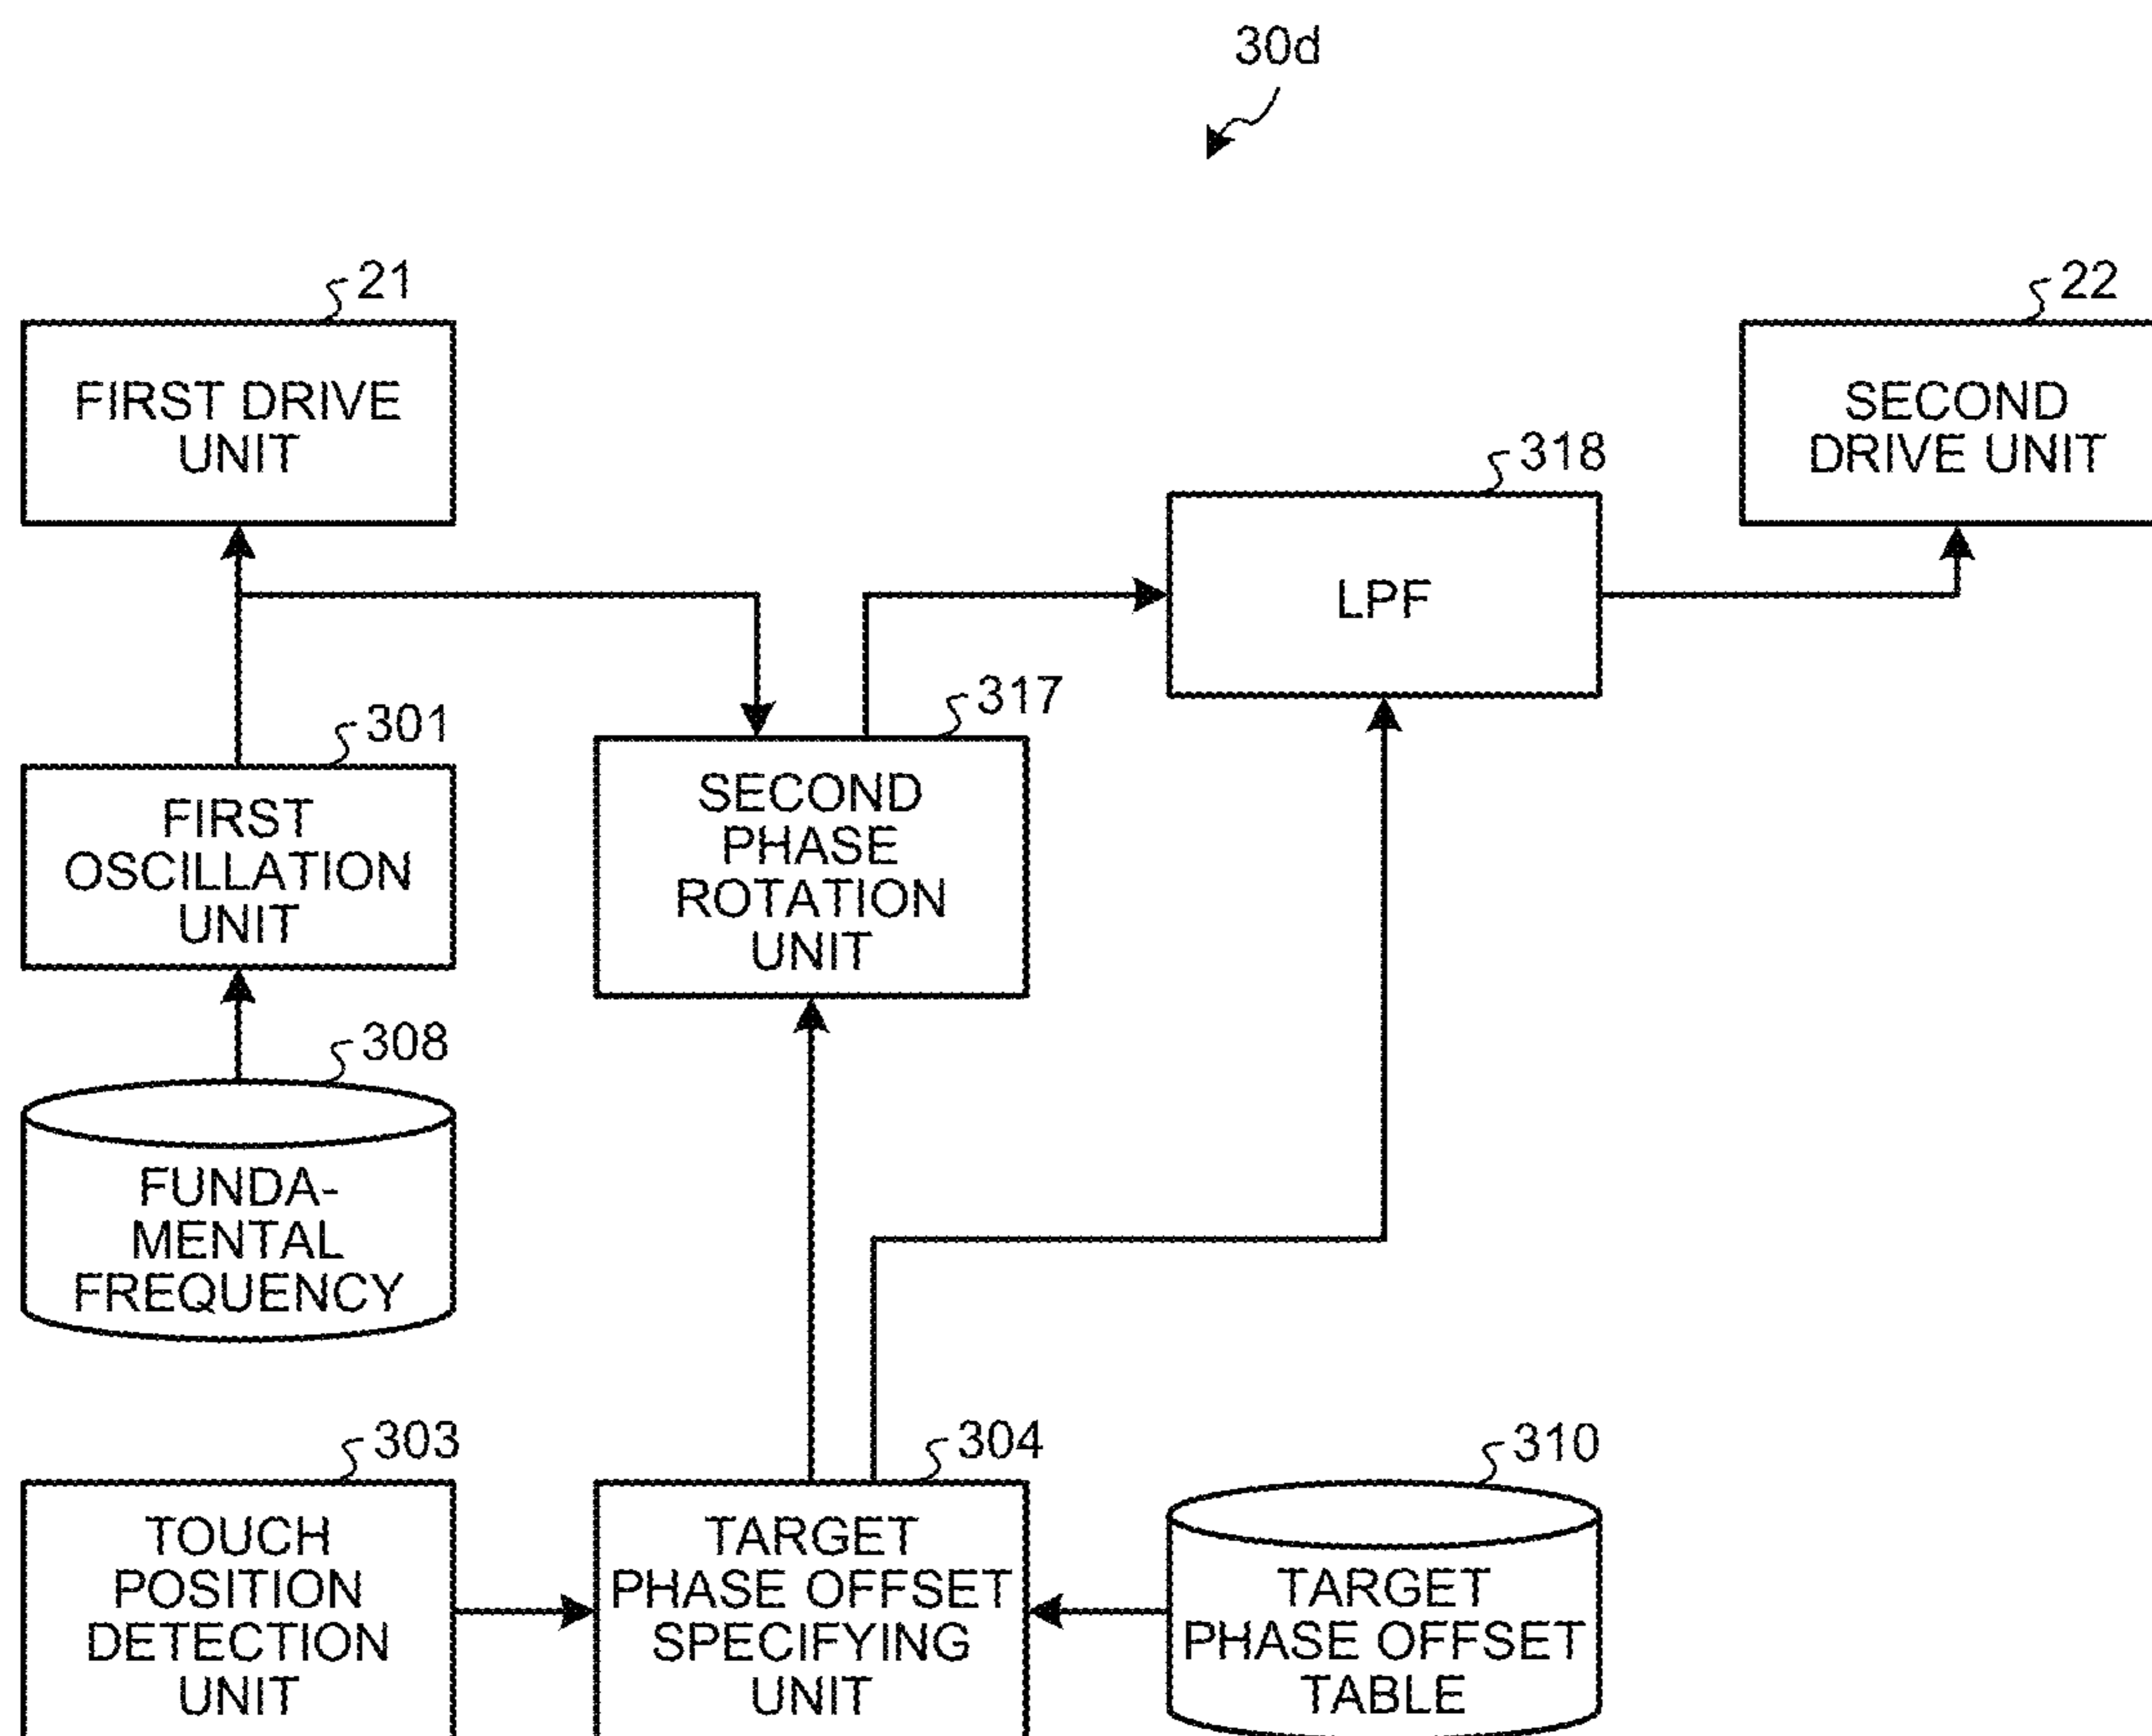 30d
21
FIRST DRIVE
UNIT
22
SECOND
DRIVE UNIT
318
LPF
301
FIRST
OSCILLATION
UNIT
317
SECOND
PHASE
ROTATION
UNIT
308
FUNDA-
MENTAL
FREQUENCY
303
TOUCH
POSITION
DETECTION
UNIT
304
TARGET
PHASE OFFSET
SPECIFYING
UNIT
310
TARGET
PHASE OFFSET
TABLE